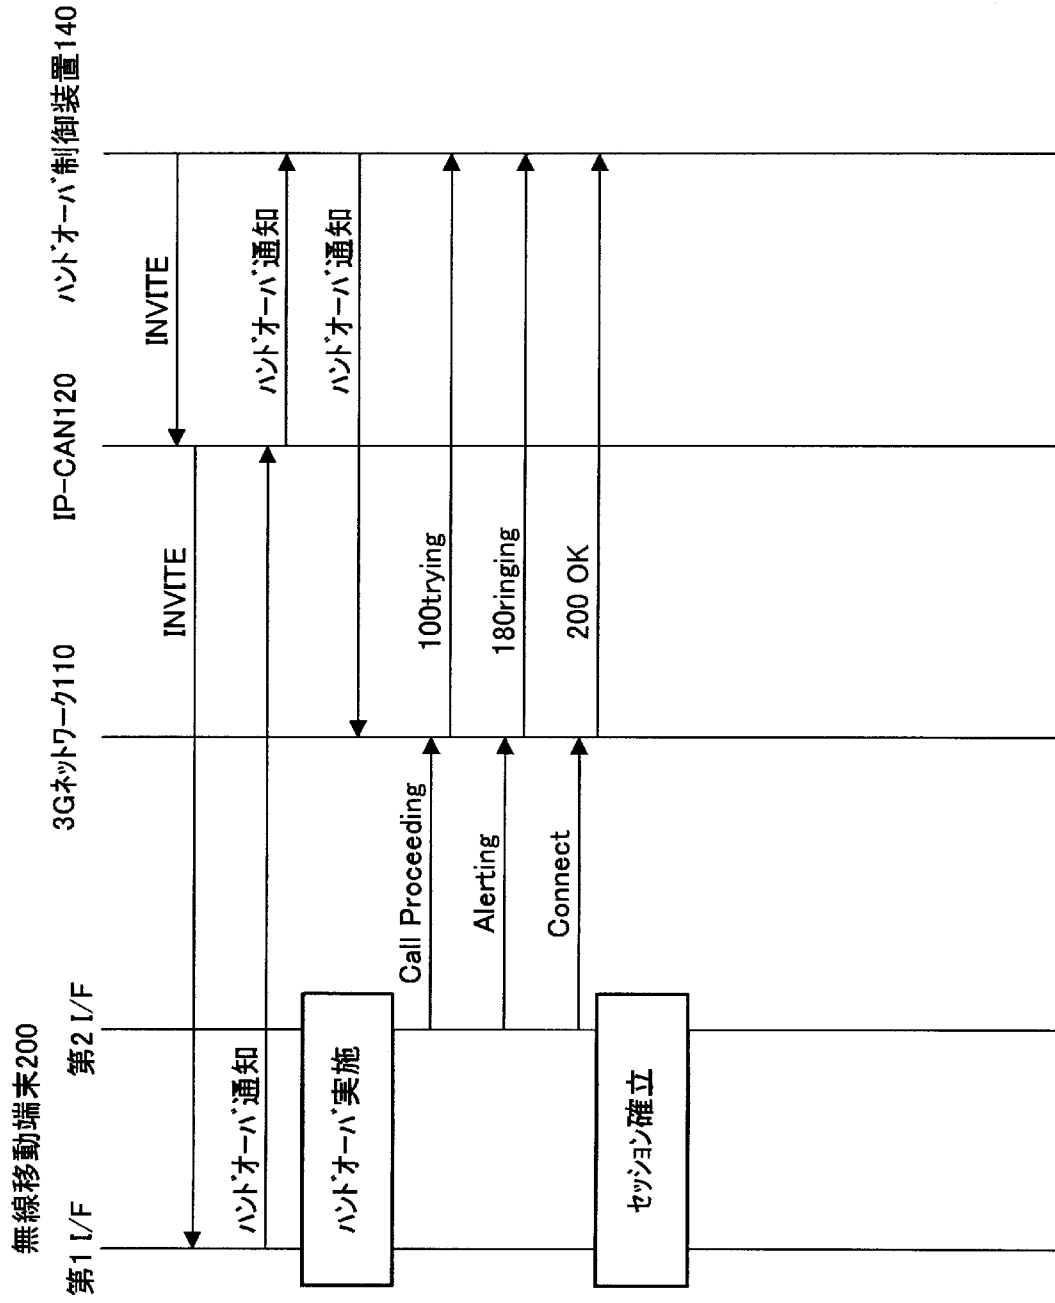 無線移動端末200
第1 I/F
第2 I/F
3Gネットワーク110
IP-CAN120
ハンドオーバ制御装置140
INVITE
INVITE
ハンドオーバ通知
ハンドオーバ通知
ハンドオーバ実施
ハンドオーバ通知
Call Proceeding
100trying
Alerting
180ringing
Connect
200 OK
セッション確立